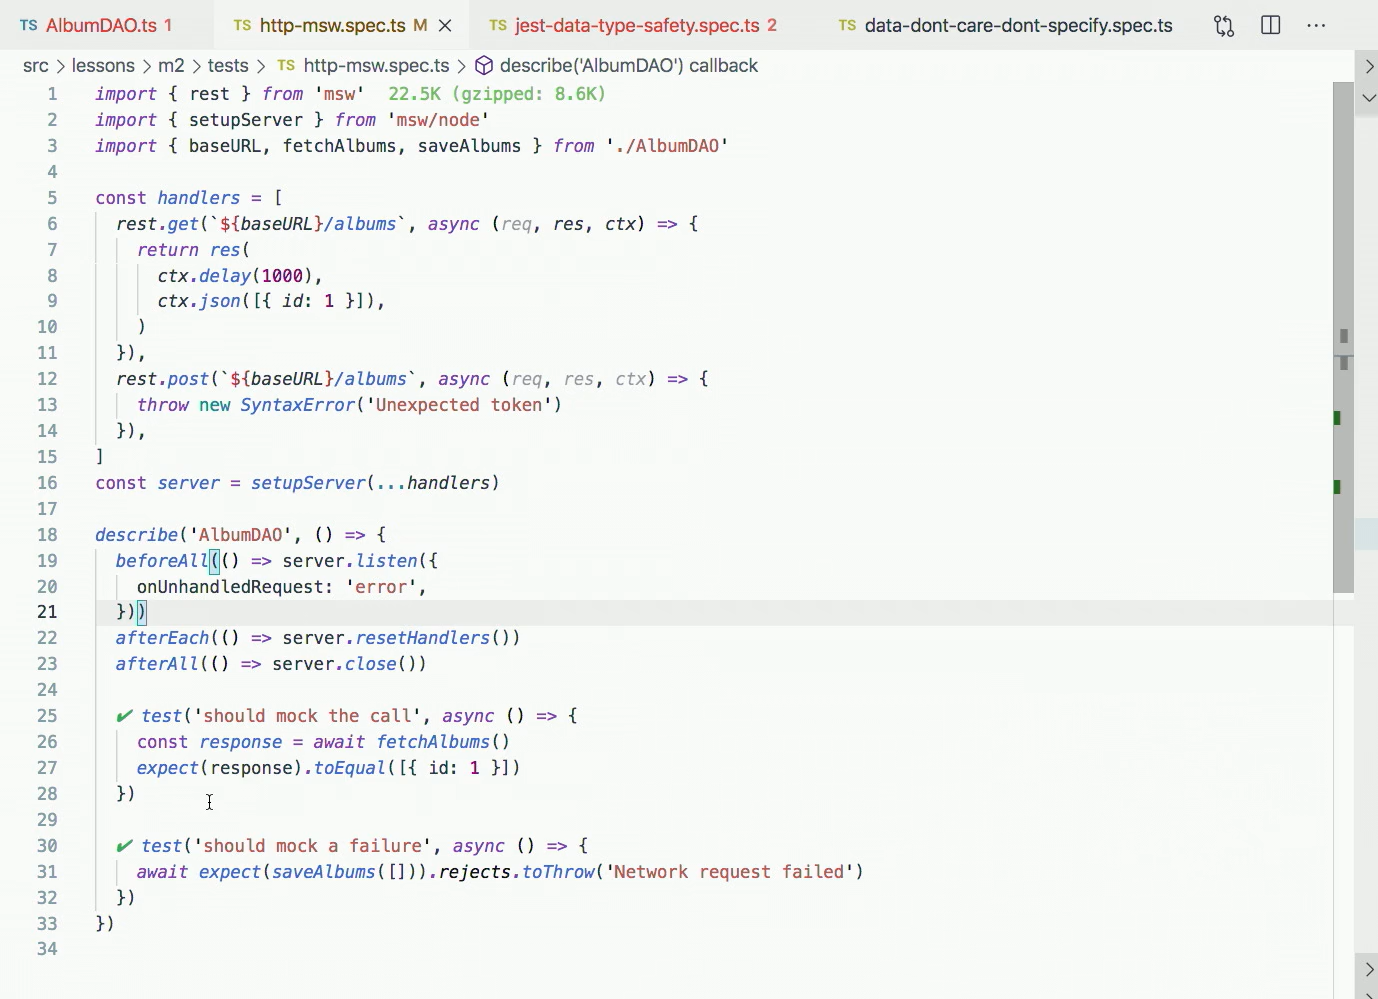 TS AlbumDAO.ts 1 TS http-msw.spec.ts M TS jest-data-type-safety.spec.ts 2 TS data-dont-care-dont-specify.spec.ts
src > lessons > m2 > tests > TS http-msw.spec.ts > describe('AlbumDAO') callback
1 import { rest } from 'msw' 22.5K (gzipped: 8.6K)
2 import { setupServer } from 'msw/node'
3 import { baseURL, fetchAlbums, saveAlbums } from './AlbumDAO'
4
5 const handlers = [
6 rest.get(`${baseURL}/albums`, async (req, res, ctx) => {
7 return res(
8 ctx.delay(1000),
9 ctx.json([{ id: 1 }]),
10 )
11 }),
12 rest.post(`${baseURL}/albums`, async (req, res, ctx) => {
13 throw new SyntaxError('Unexpected token')
14 }),
15 ]
16 const server = setupServer(...handlers)
17
18 describe('AlbumDAO', () => {
19 beforeAll(() => server.listen({
20 onUnhandledRequest: 'error',
21 }))
22 afterEach(() => server.resetHandlers())
23 afterAll(() => server.close())
24
25 ✔ test('should mock the call', async () => {
26 const response = await fetchAlbums()
27 expect(response).toEqual([{ id: 1 }])
28 })
29
30 ✔ test('should mock a failure', async () => {
31 await expect(saveAlbums([])).rejects.toThrow('Network request failed')
32 })
33 })
34